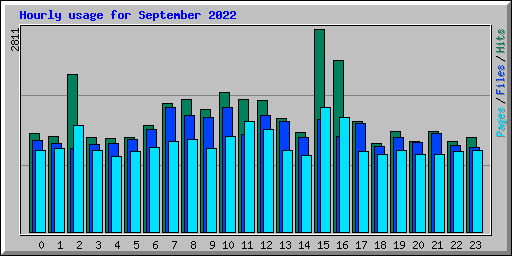 Hourly usage for September 2022
2811
Pages/Files/Hits
0 1 2 3 4 5 6 7 8 9 10 11 12 13 14 15 16 17 18 19 20 21 22 23